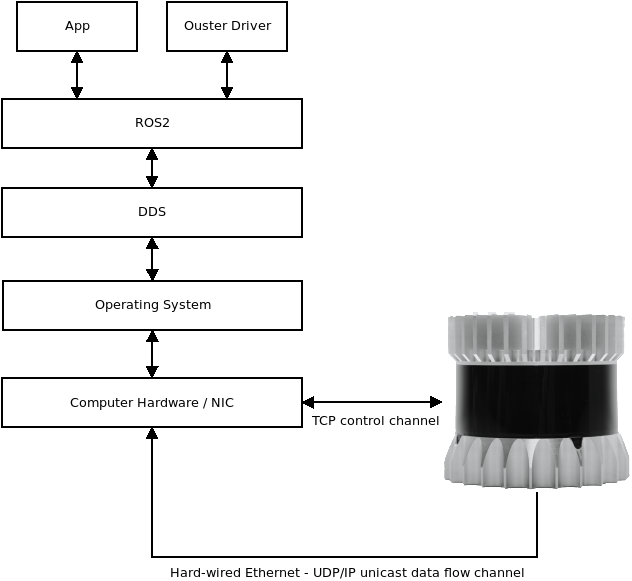 App
Ouster Driver
ROS2
DDS
Operating System
Computer Hardware / NIC
TCP control channel
Hard-wired Ethernet - UDP/IP unicast data flow channel